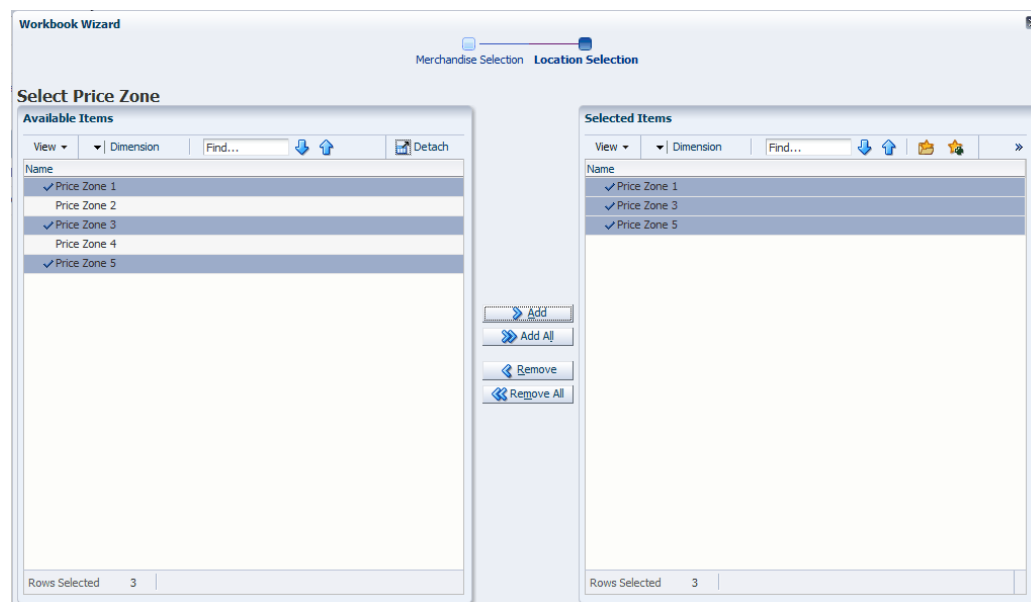 Workbook Wizard
Merchandise Selection Location Selection
Select Price Zone
Available Items
View Dimension Find... Detach
Name
Price Zone 1
Price Zone 2
Price Zone 3
Price Zone 4
Price Zone 5
Rows Selected 3
Add
Add All
Remove
Remove All
Selected Items
View Dimension Find... »
Name
Price Zone 1
Price Zone 3
Price Zone 5
Rows Selected 3